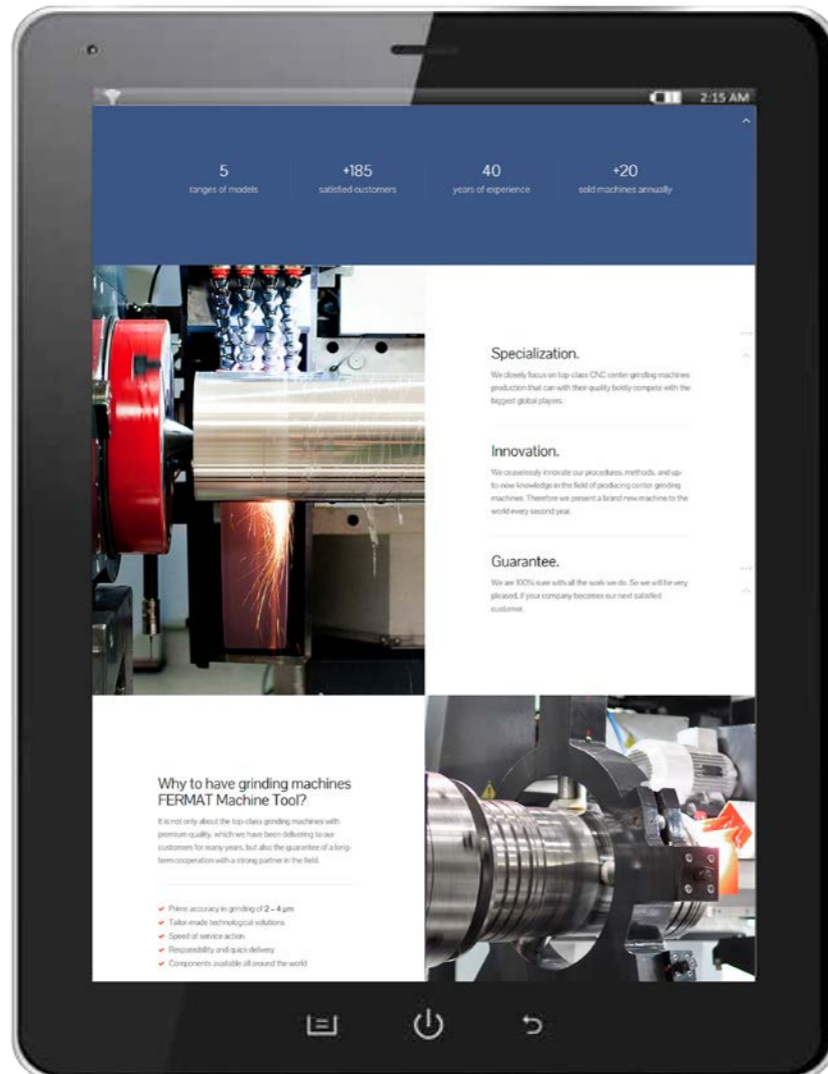 2:15 AM
5
ranges of models
+185
satisfied customers
40
years of experience
+20
sold machines annually
Specialization.
We closely focus on top-class CNC center grinding machines
production that can with their quality boldly compete with the
biggest global players.
Innovation.
We ceaselessly innovate our procedures, methods, and up-
to-now knowledge in the field of producing center grinding
machines. Therefore we present a brand new machine to the
world every second year.
Guarantee.
We are 100% sure with all the work we do. So we will be very
pleased, if your company becomes our next satisfied
customer.
Why to have grinding machines
FERMAT Machine Tool?
It is not only about the top-class grinding machines with
premium quality, which we have been delivering to our
customers for many years, but also the guarantee of a long-
term cooperation with a strong partner in the field.
Prime accuracy in grinding of 2 – 4 µm
Tailor-made technological solutions
Speed of service action
Responsibility and quick delivery
Components available all around the world